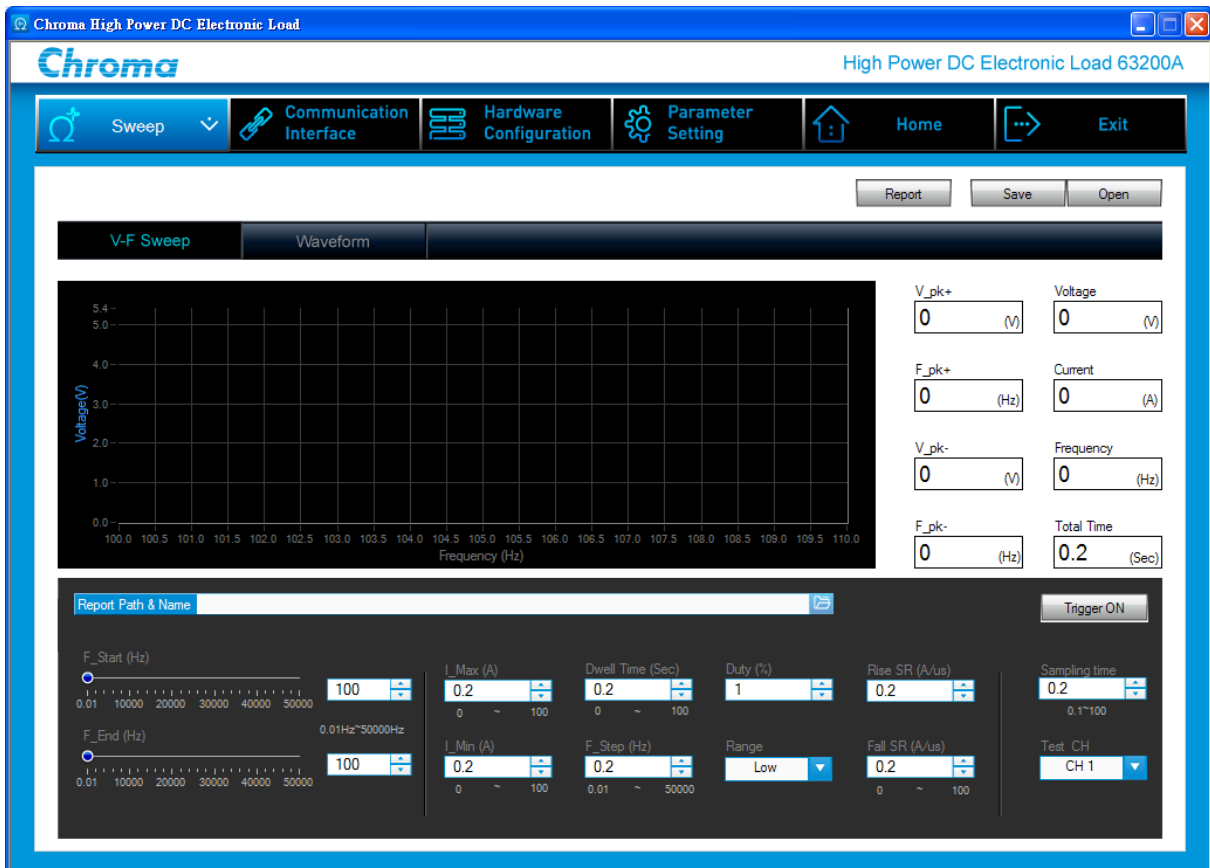 Chroma High Power DC Electronic Load
Chroma
High Power DC Electronic Load 63200A
Sweep
Communication Interface
Hardware Configuration
Parameter Setting
Home
Exit
Report
Save
Open
V-F Sweep
Waveform
5.4
5.0
4.0
3.0
2.0
1.0
0.0
Voltage(V)
100.0 100.5 101.0 101.5 102.0 102.5 103.0 103.5 104.0 104.5 105.0 105.5 106.0 106.5 107.0 107.5 108.0 108.5 109.0 109.5 110.0
Frequency (Hz)
V_pk+
0 (V)
Voltage
0 (V)
F_pk+
0 (Hz)
Current
0 (A)
V_pk-
0 (V)
Frequency
0 (Hz)
F_pk-
0 (Hz)
Total Time
0.2 (Sec)
Report Path & Name
Trigger ON
F_Start (Hz)
100
0.01 10000 20000 30000 40000 50000
0.01Hz~50000Hz
F_End (Hz)
100
0.01 10000 20000 30000 40000 50000
I_Max (A)
0.2
0 ~ 100
Dwell Time (Sec)
0.2
0 ~ 100
Duty (%)
1
Rise SR (A/us)
0.2
Sampling time
0.2
0.1~100
I_Min (A)
0.2
0 ~ 100
F_Step (Hz)
0.2
0.01 ~ 50000
Range
Low
Fall SR (A/us)
0.2
0 ~ 100
Test CH
CH 1